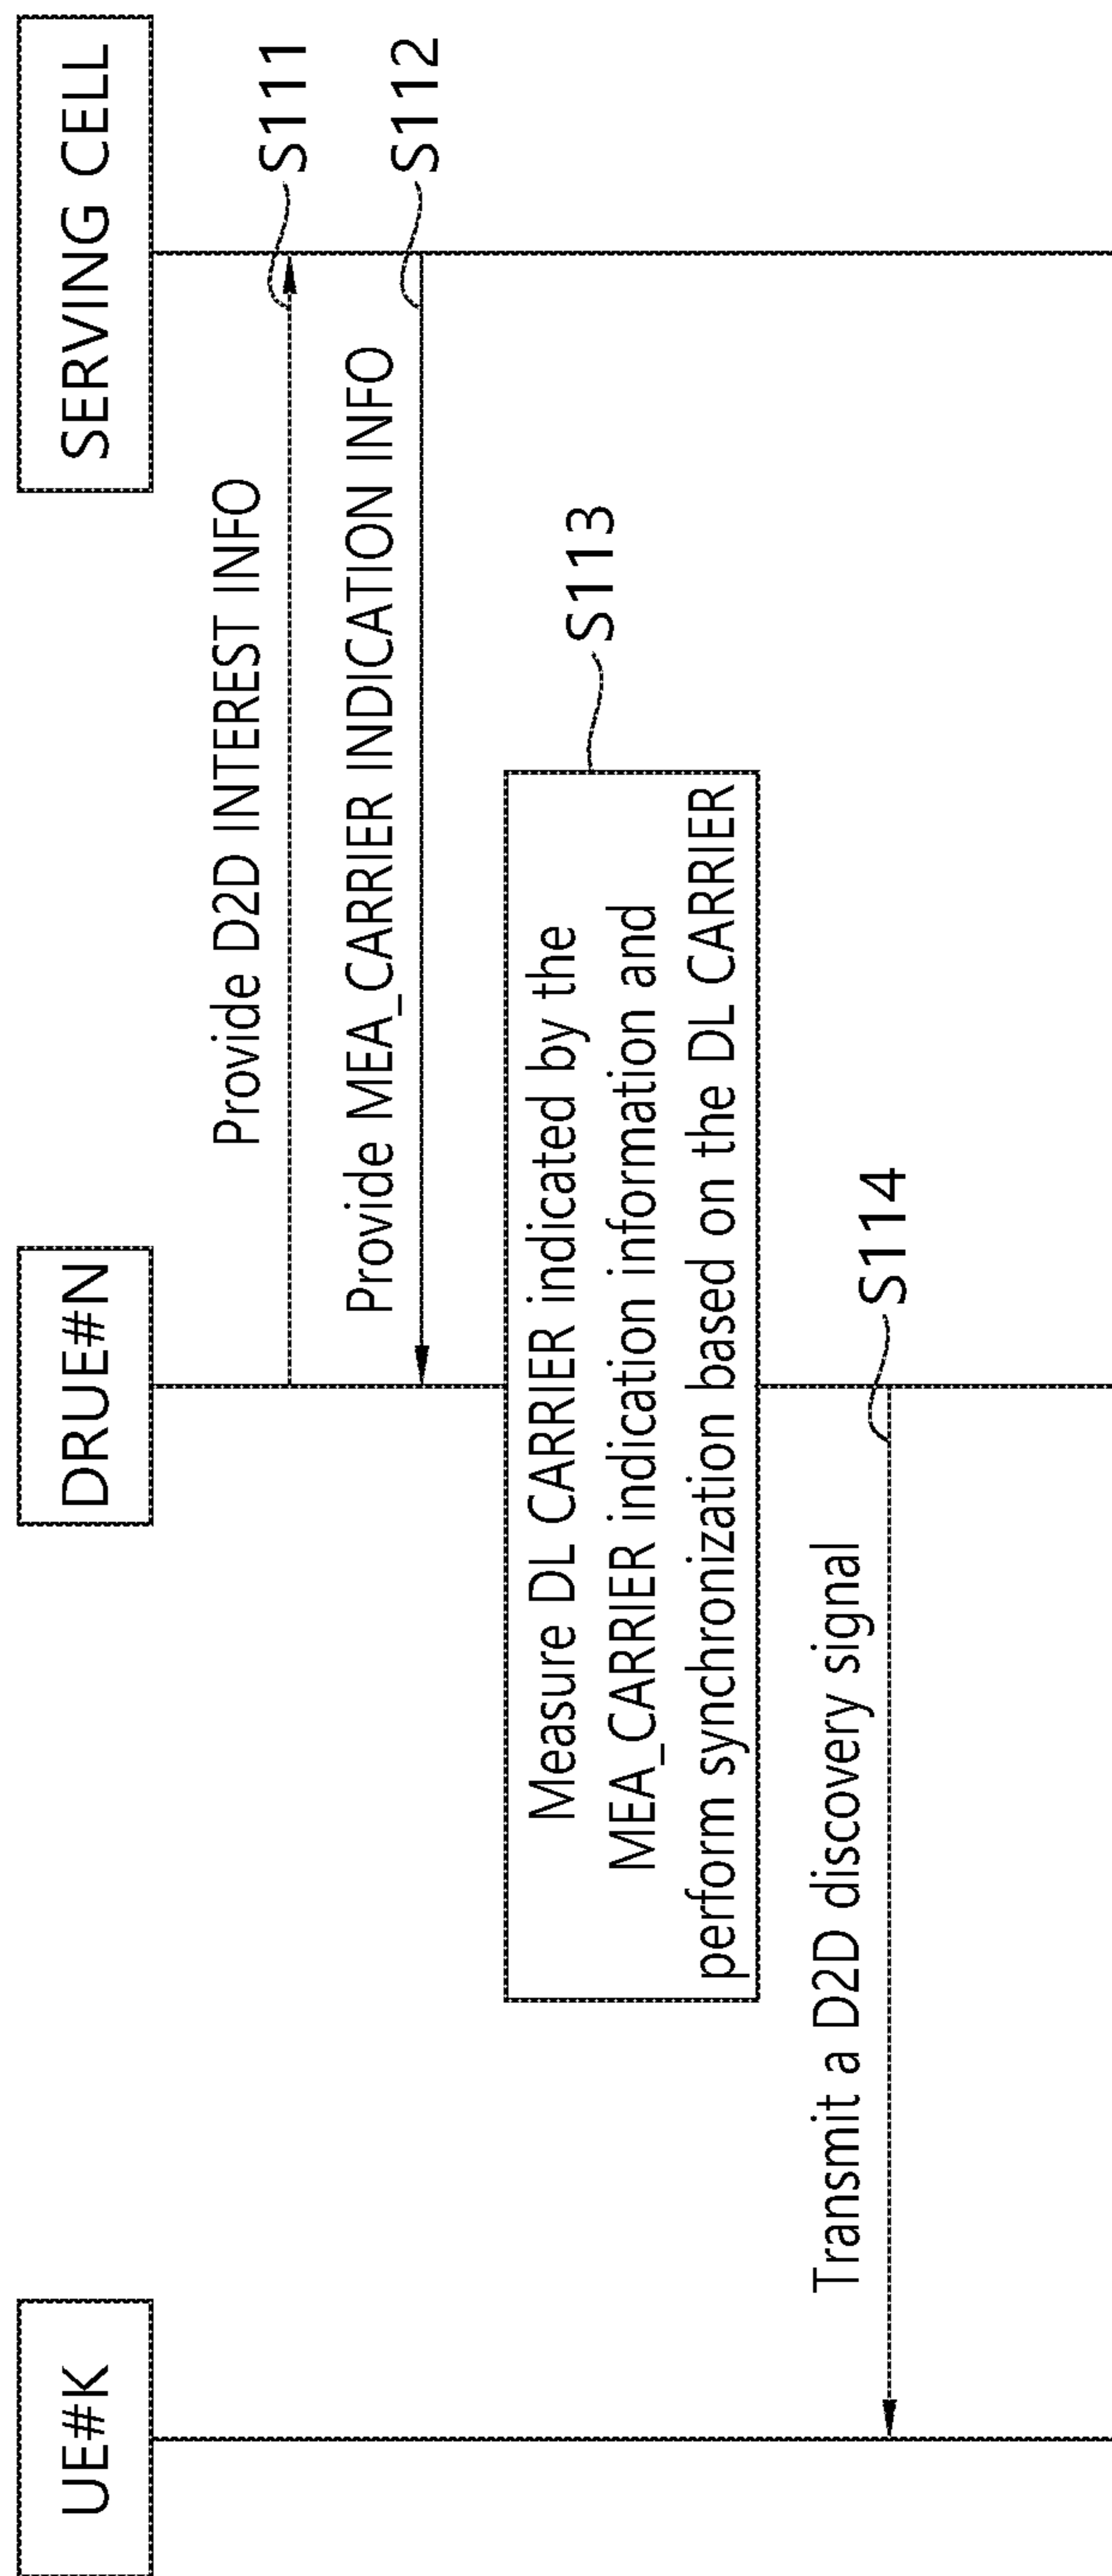 UE#K
DRUE#N
SERVING CELL
Provide D2D INTEREST INFO
S111
Provide MEA_CARRIER INDICATION INFO
S112
Measure DL CARRIER indicated by the
MEA_CARRIER indication information and
perform synchronization based on the DL CARRIER
S113
Transmit a D2D discovery signal
S114